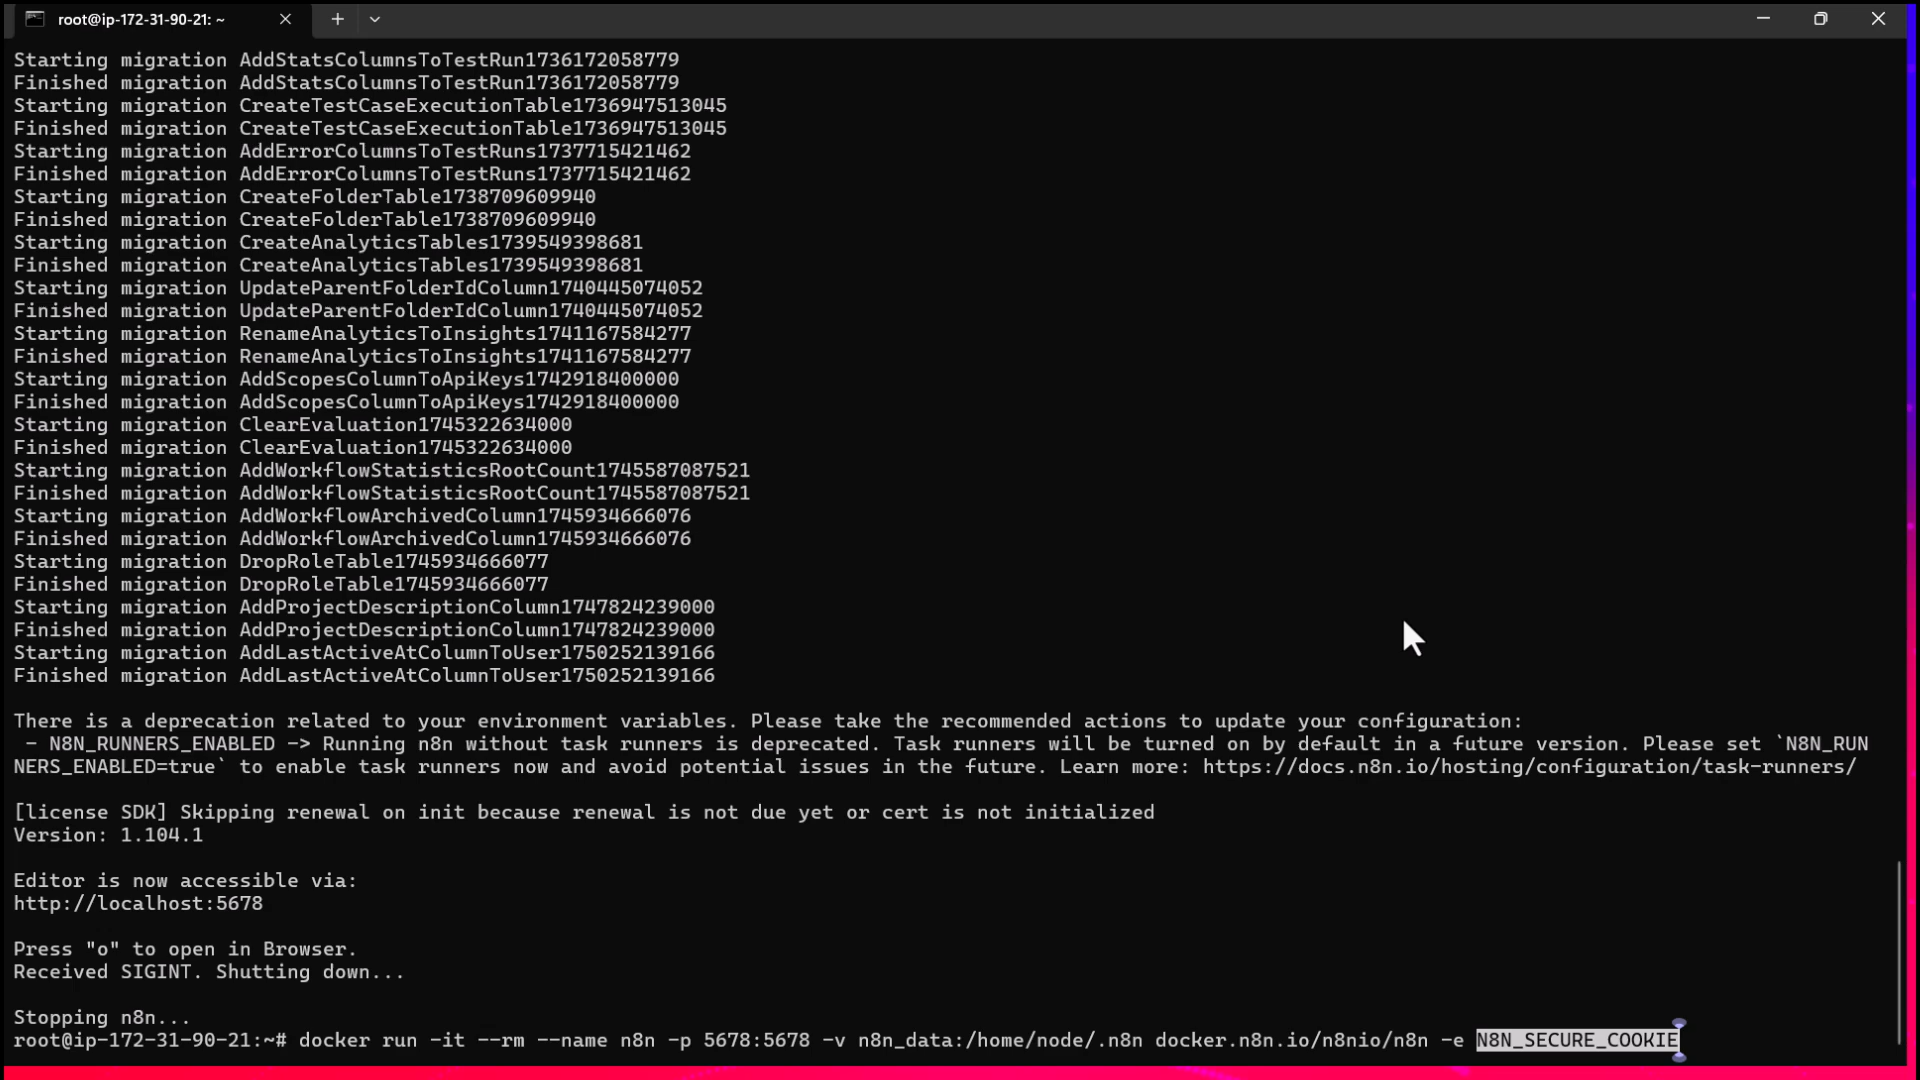 root@ip-172-31-90-21: ~
Starting migration AddStatsColumnsToTestRun1736172058779
Finished migration AddStatsColumnsToTestRun1736172058779
Starting migration CreateTestCaseExecutionTable1736947513045
Finished migration CreateTestCaseExecutionTable1736947513045
Starting migration AddErrorColumnsToTestRuns1737715421462
Finished migration AddErrorColumnsToTestRuns1737715421462
Starting migration CreateFolderTable1738709609940
Finished migration CreateFolderTable1738709609940
Starting migration CreateAnalyticsTables1739549398681
Finished migration CreateAnalyticsTables1739549398681
Starting migration UpdateParentFolderIdColumn1740445074052
Finished migration UpdateParentFolderIdColumn1740445074052
Starting migration RenameAnalyticsToInsights1741167584277
Finished migration RenameAnalyticsToInsights1741167584277
Starting migration AddScopesColumnToApiKeys1742918400000
Finished migration AddScopesColumnToApiKeys1742918400000
Starting migration ClearEvaluation1745322634000
Finished migration ClearEvaluation1745322634000
Starting migration AddWorkflowStatisticsRootCount1745587087521
Finished migration AddWorkflowStatisticsRootCount1745587087521
Starting migration AddWorkflowArchivedColumn1745934666076
Finished migration AddWorkflowArchivedColumn1745934666076
Starting migration DropRoleTable1745934666077
Finished migration DropRoleTable1745934666077
Starting migration AddProjectDescriptionColumn1747824239000
Finished migration AddProjectDescriptionColumn1747824239000
Starting migration AddLastActiveAtColumnToUser1750252139166
Finished migration AddLastActiveAtColumnToUser1750252139166
There is a deprecation related to your environment variables. Please take the recommended actions to update your configuration:
- N8N_RUNNERS_ENABLED -> Running n8n without task runners is deprecated. Task runners will be turned on by default in a future version. Please set `N8N_RUN
NERS_ENABLED=true` to enable task runners now and avoid potential issues in the future. Learn more: https://docs.n8n.io/hosting/configuration/task-runners/
[license SDK] Skipping renewal on init because renewal is not due yet or cert is not initialized
Version: 1.104.1
Editor is now accessible via:
http://localhost:5678
Press "o" to open in Browser.
Received SIGINT. Shutting down...
Stopping n8n...
root@ip-172-31-90-21:~# docker run -it --rm --name n8n -p 5678:5678 -v n8n_data:/home/node/.n8n docker.n8n.io/n8nio/n8n -e N8N_SECURE_COOKIE